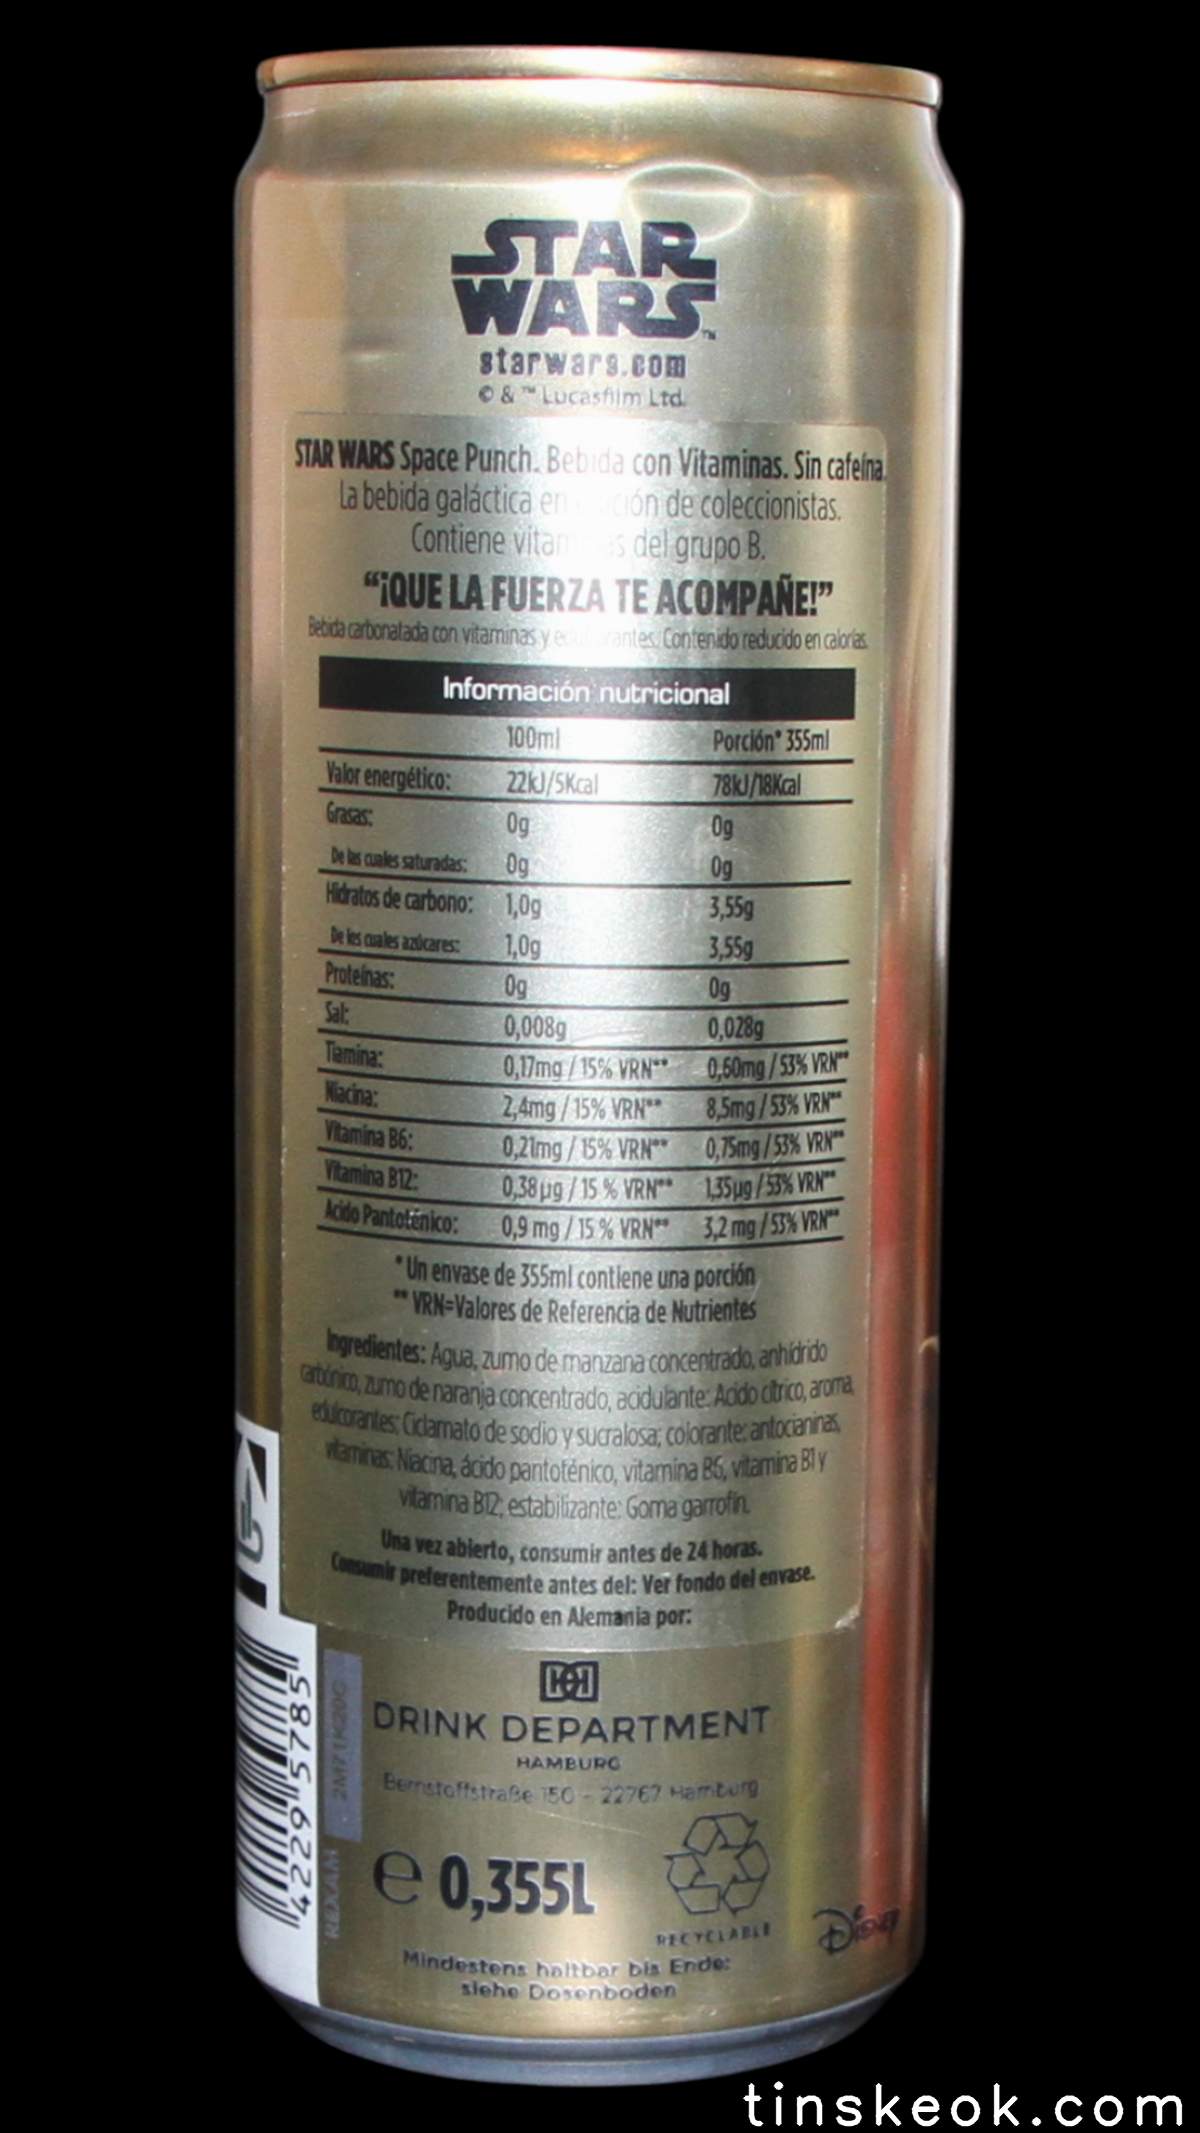 STAR
WARS™
starwars.com
© & ™ Lucasfilm Ltd.
STAR WARS Space Punch. Bebida con Vitaminas. Sin cafeína.
La bebida galáctica en ción de coleccionistas.
Contiene vitaminas del grupo B.
“¡QUE LA FUERZA TE ACOMPAÑE!”
Bebida carbonatada con vitaminas y edulcorantes. Contenido reducido en calorías.
Información nutricional
100ml Porción* 355ml
Valor energético: 22kJ/5Kcal 78kJ/18Kcal
Grasas: 0g 0g
De las cuales saturadas: 0g 0g
Hidratos de carbono: 1,0g 3,55g
De los cuales azúcares: 1,0g 3,55g
Proteínas: 0g 0g
Sal: 0,008g 0,028g
Tiamina: 0,17mg / 15% VRN** 0,60mg / 53% VRN**
Niacina: 2,4mg / 15% VRN** 8,5mg / 53% VRN**
Vitamina B6: 0,21mg / 15% VRN** 0,75mg / 53% VRN**
Vitamina B12: 0,38µg / 15 % VRN** 1,35µg / 53% VRN**
Acido Pantoténico: 0,9 mg / 15 % VRN** 3,2 mg / 53% VRN**
* Un envase de 355ml contiene una porción
** VRN=Valores de Referencia de Nutrientes
Ingredientes: Agua, zumo de manzana concentrado, anhídrido
carbónico, zumo de naranja concentrado, acidulante: Acido cítrico, aroma,
edulcorantes: Ciclamato de sodio y sucralosa; colorante: antocianinas,
vitaminas: Niacina, ácido pantoténico, vitamina B6, vitamina B1 y
vitamina B12; estabilizante: Goma garrofín.
Una vez abierto, consumir antes de 24 horas.
Consumir preferentemente antes del: Ver fondo del envase.
Producido en Alemania por:
DRINK DEPARTMENT
HAMBURG
Bernstoffstraße 150 - 22767 Hamburg
4229 5785
REXAM
e 0,355L
RECYCLABLE
Disney
Mindestens haltbar bis Ende:
siehe Dosenboden
tinskeok.com